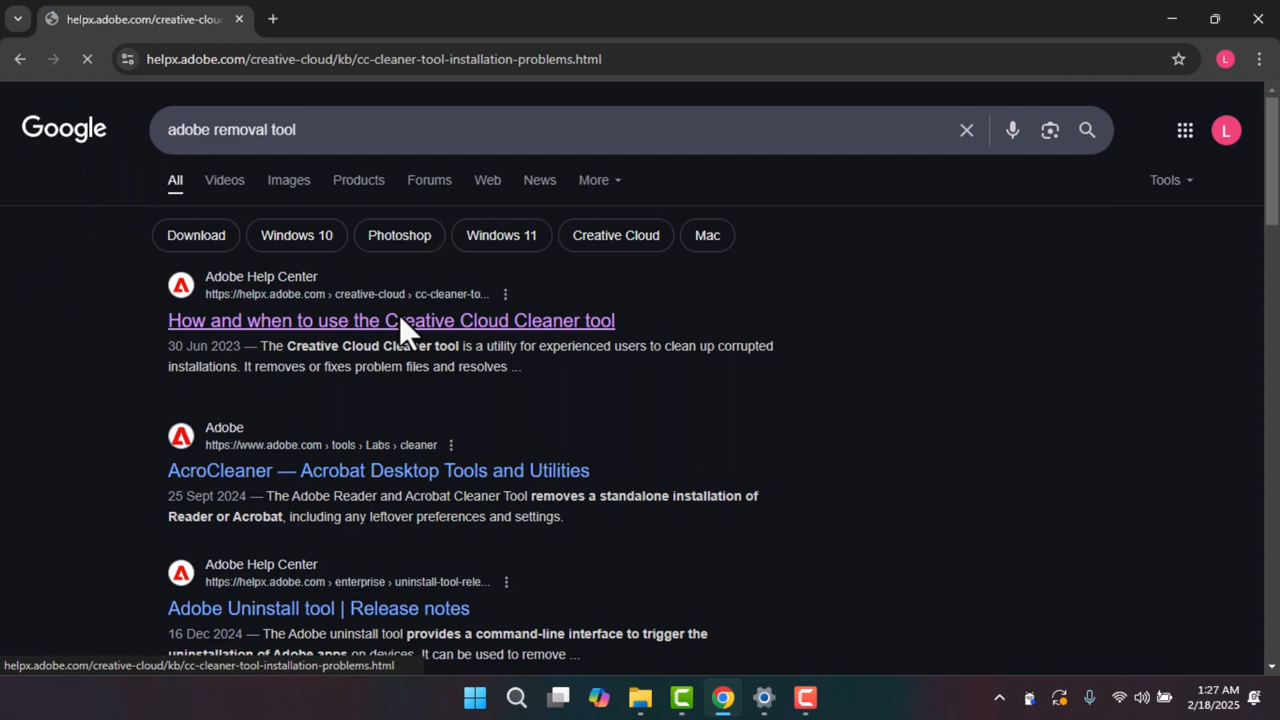 helpx.adobe.com/creative-clou
helpx.adobe.com/creative-cloud/kb/cc-cleaner-tool-installation-problems.html
L
Google
adobe removal tool
L
All
Videos
Images
Products
Forums
Web
News
More
Tools
Download
Windows 10
Photoshop
Windows 11
Creative Cloud
Mac
Adobe Help Center
https://helpx.adobe.com › creative-cloud › cc-cleaner-to...
How and when to use the Creative Cloud Cleaner tool
30 Jun 2023 — The Creative Cloud Cleaner tool is a utility for experienced users to clean up corrupted
installations. It removes or fixes problem files and resolves ...
Adobe
https://www.adobe.com › tools › Labs › cleaner
AcroCleaner — Acrobat Desktop Tools and Utilities
25 Sept 2024 — The Adobe Reader and Acrobat Cleaner Tool removes a standalone installation of
Reader or Acrobat, including any leftover preferences and settings.
Adobe Help Center
https://helpx.adobe.com › enterprise › uninstall-tool-rele...
Adobe Uninstall tool | Release notes
16 Dec 2024 — The Adobe uninstall tool provides a command-line interface to trigger the
uninstallation of Adobe apps on devices. It can be used to remove ...
helpx.adobe.com/creative-cloud/kb/cc-cleaner-tool-installation-problems.html
1:27 AM
2/18/2025